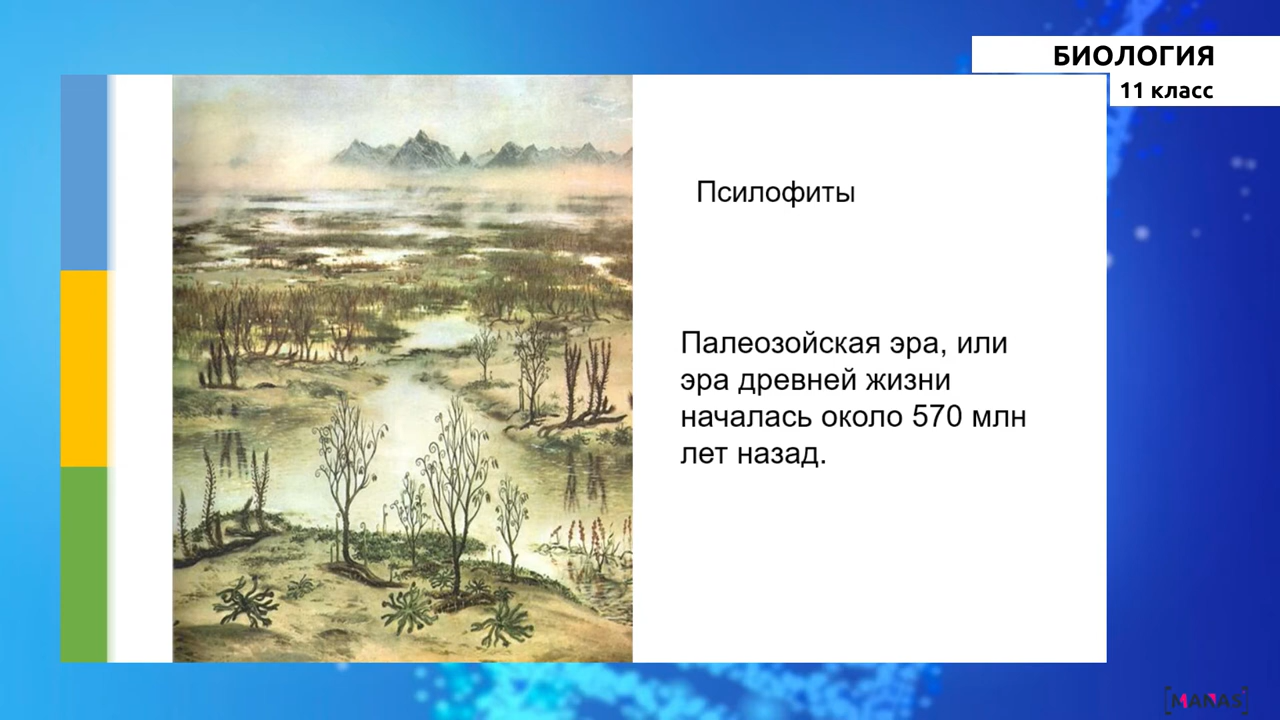 БИОЛОГИЯ
11 класс
Псилофиты
Палеозойская эра, или
эра древней жизни
началась около 570 млн
лет назад.
[MANAS]